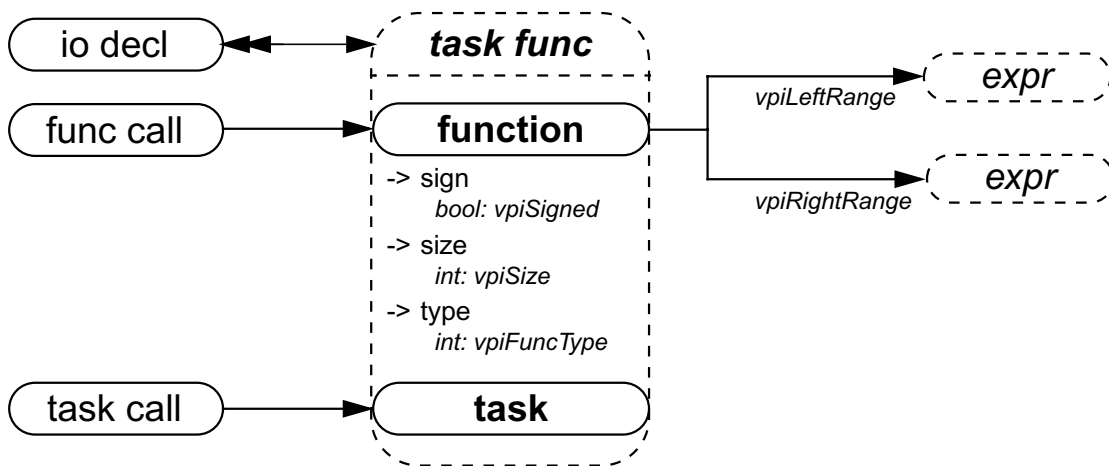 io decl
task func
expr
vpiLeftRange
func call
function
expr
vpiRightRange
-> sign
bool: vpiSigned
-> size
int: vpiSize
-> type
int: vpiFuncType
task call
task